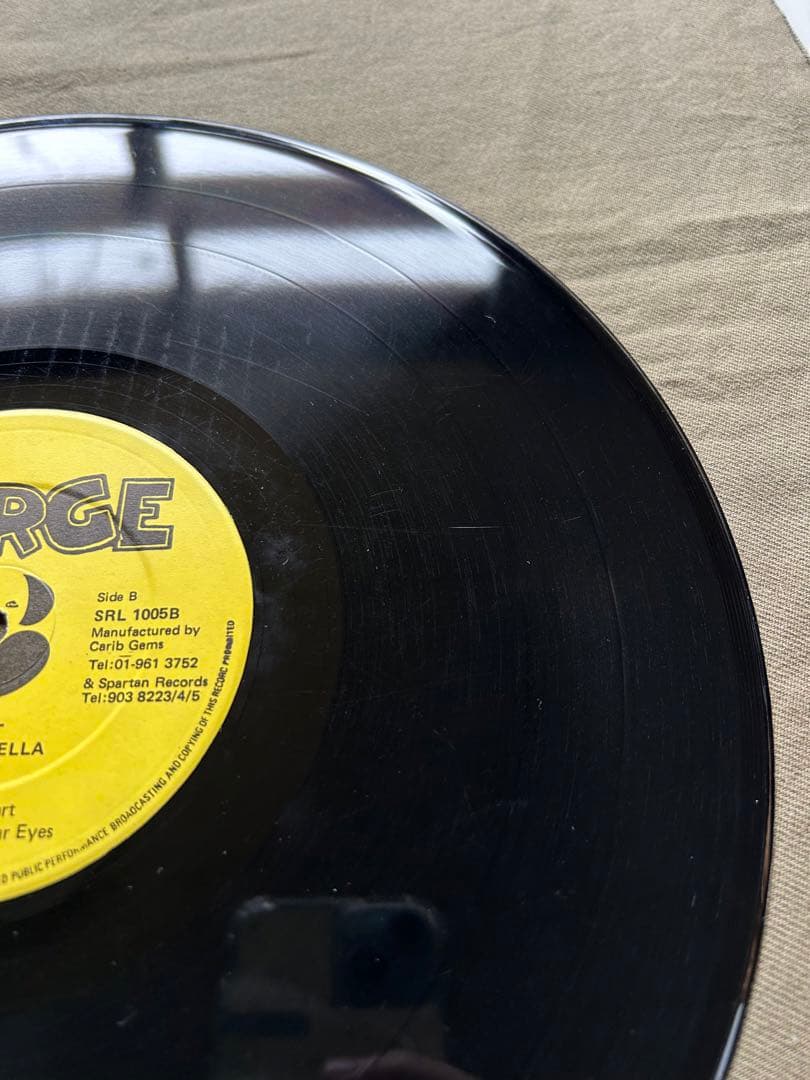 RGE
Side B
SRL 1005B
Manufactured by
Carib Gems
Tel:01-961 3752
& Spartan Records
Tel:903 8223/4/5
ELLA
rt
r Eyes
D PUBLIC PERFORMANCE BROADCASTING AND COPYING OF THIS RECORD PROHIBITED